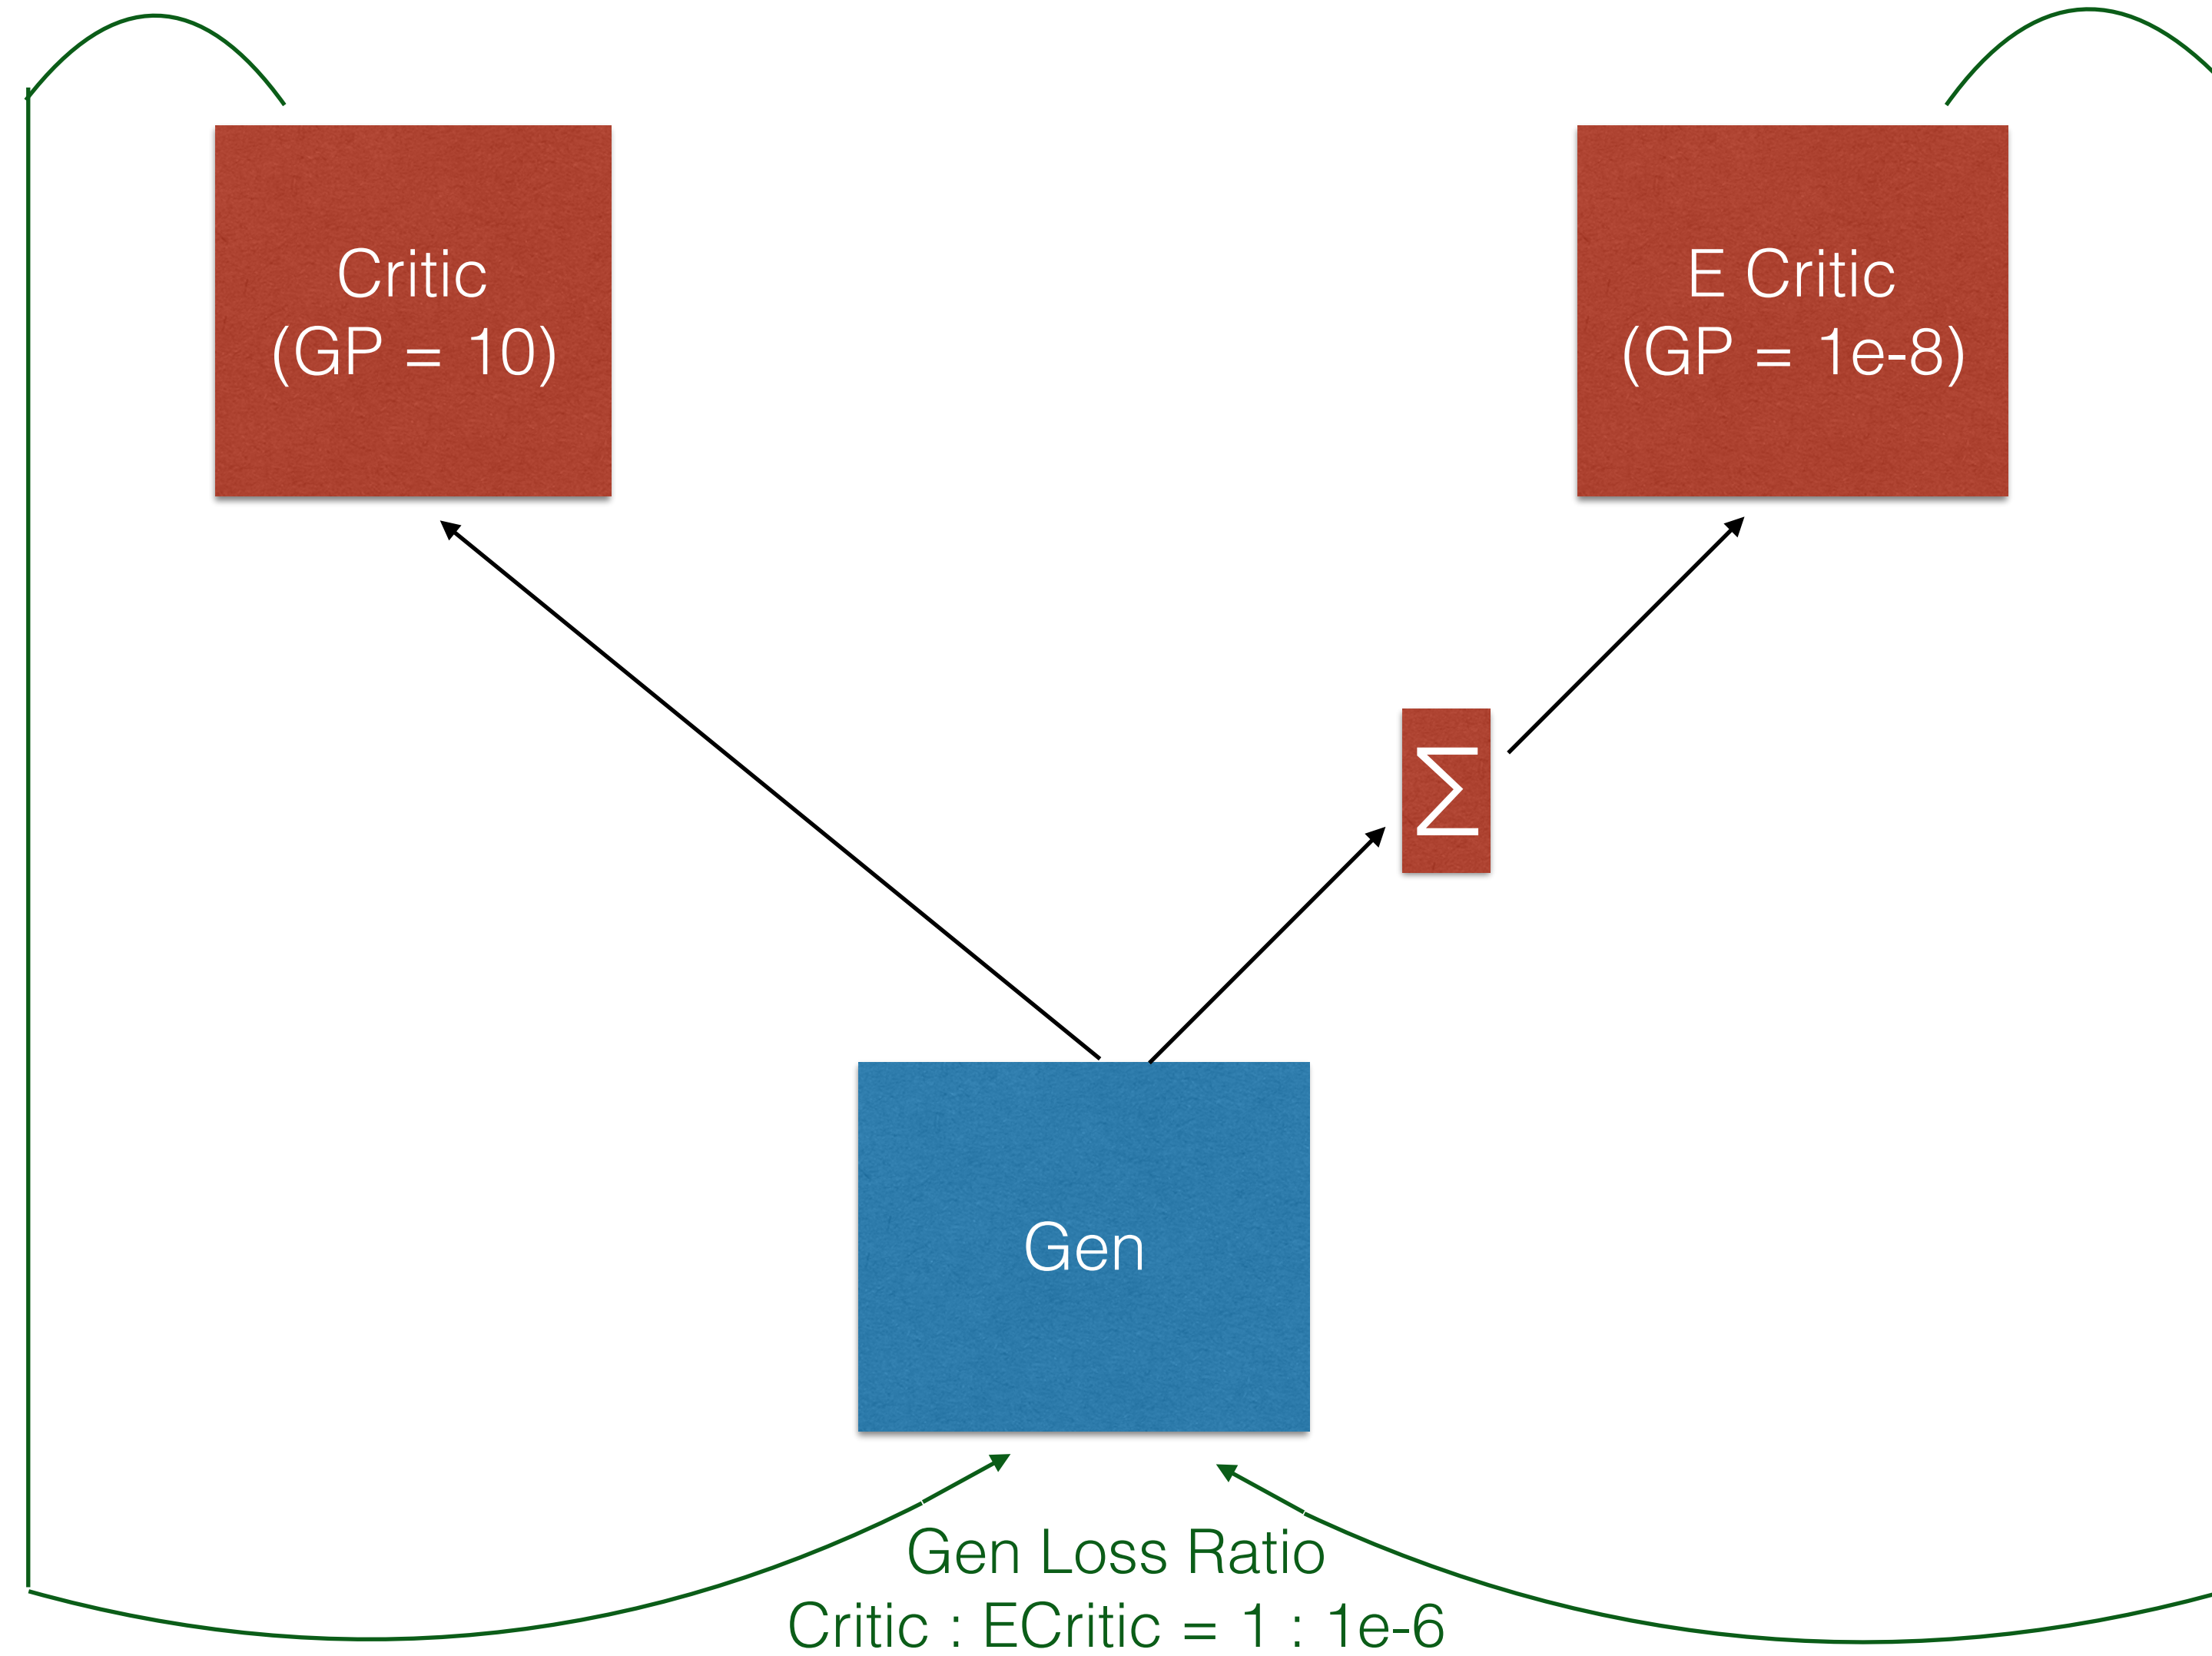 Critic
(GP = 10)
E Critic
(GP = 1e-8)
Σ
Gen
Gen Loss Ratio
Critic : ECritic = 1 : 1e-6